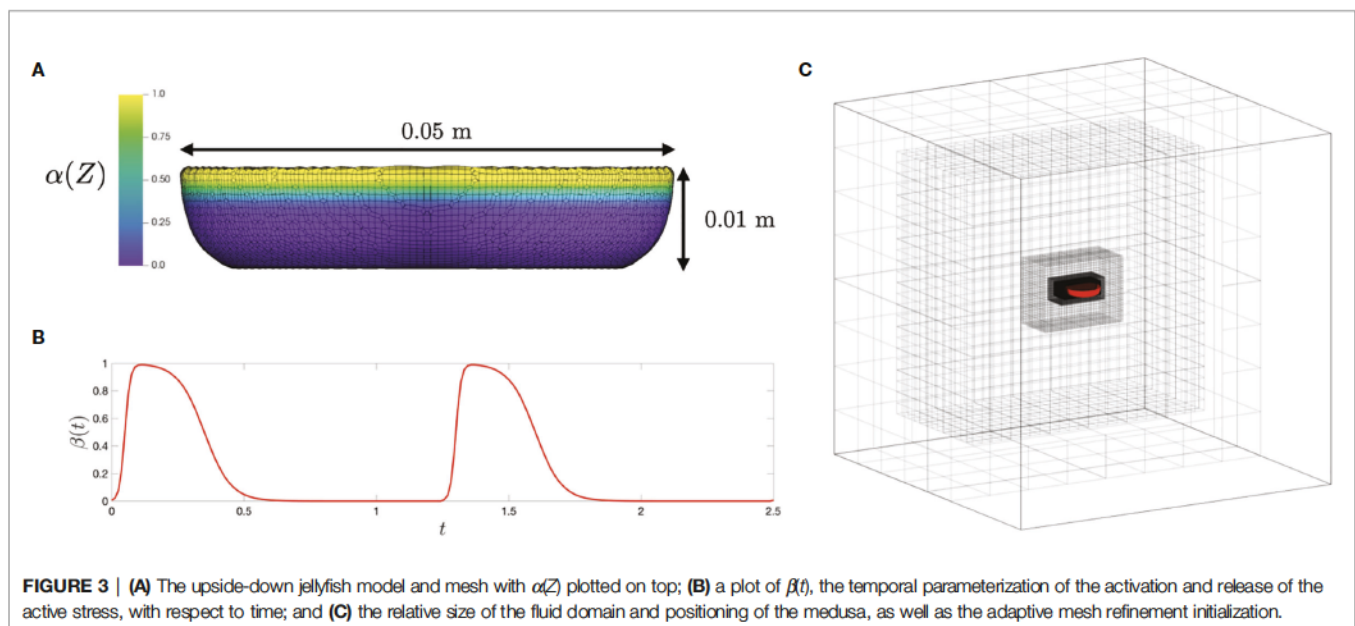 A
C
1.0
0.05 m
0.75
α(Z)
0.50
0.01 m
0.25
0.0
B
1
0.8
0.6
β(t)
0.4
0.2
0
0
0.5
1
1.5
2
2.5
t
FIGURE 3 | (A) The upside-down jellyfish model and mesh with α(Z) plotted on top; (B) a plot of β(t), the temporal parameterization of the activation and release of the
active stress, with respect to time; and (C) the relative size of the fluid domain and positioning of the medusa, as well as the adaptive mesh refinement initialization.